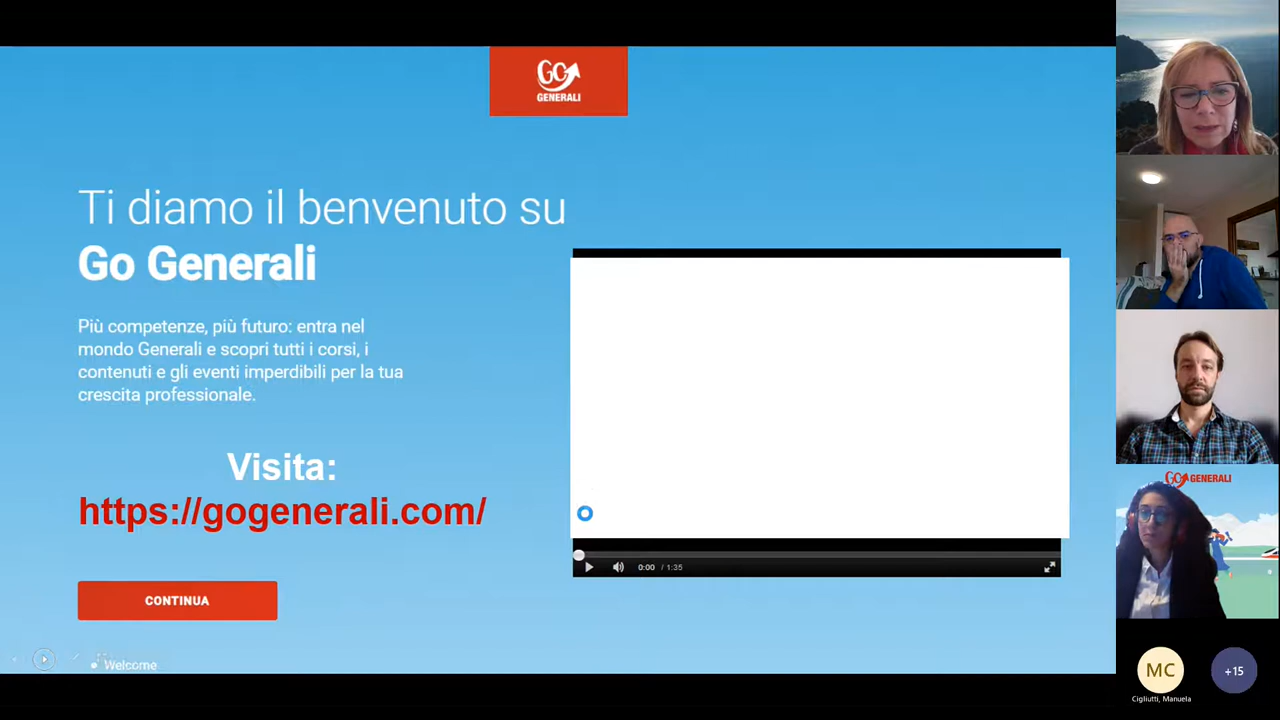 GO
GENERALI
Ti diamo il benvenuto su
Go Generali
Più competenze, più futuro: entra nel
mondo Generali e scopri tutti i corsi, i
contenuti e gli eventi imperdibili per la tua
crescita professionale.
Visita:
https://gogenerali.com/
CONTINUA
Welcome
0:00 / 1:35
GO GENERALI
MC
Cigliutti, Manuela
+15